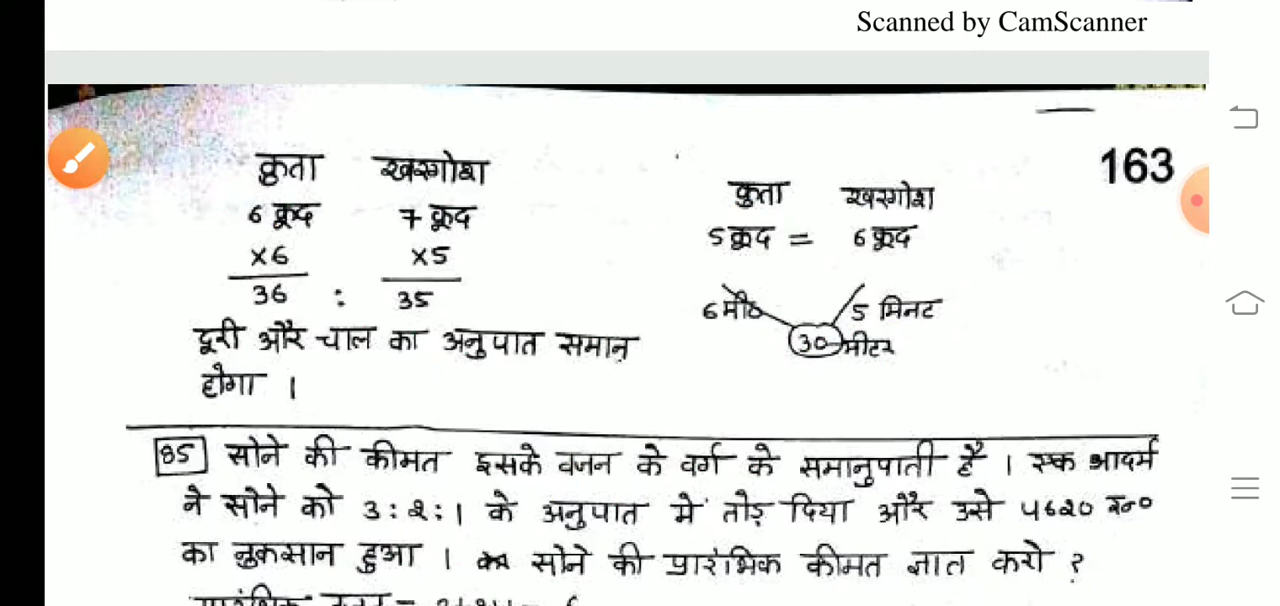 Scanned by CamScanner
163
कुता खरगोश
6 कूद 7 कूद
×6 ×5
36 : 35
दूरी और चाल का अनुपात समान
होगा ।
कुता खरगोश
5 कूद = 6 कूद
6 मी० 5 मिनट
30 मीटर
85 सोने की कीमत इसके वजन के वर्ग के समानुपाती है । एक आदमी
ने सोने को 3:2:1 के अनुपात में तोड़ दिया और उसे 4620 रू०
का नुकसान हुआ । सोने की प्रारंभिक कीमत ज्ञात करो ?